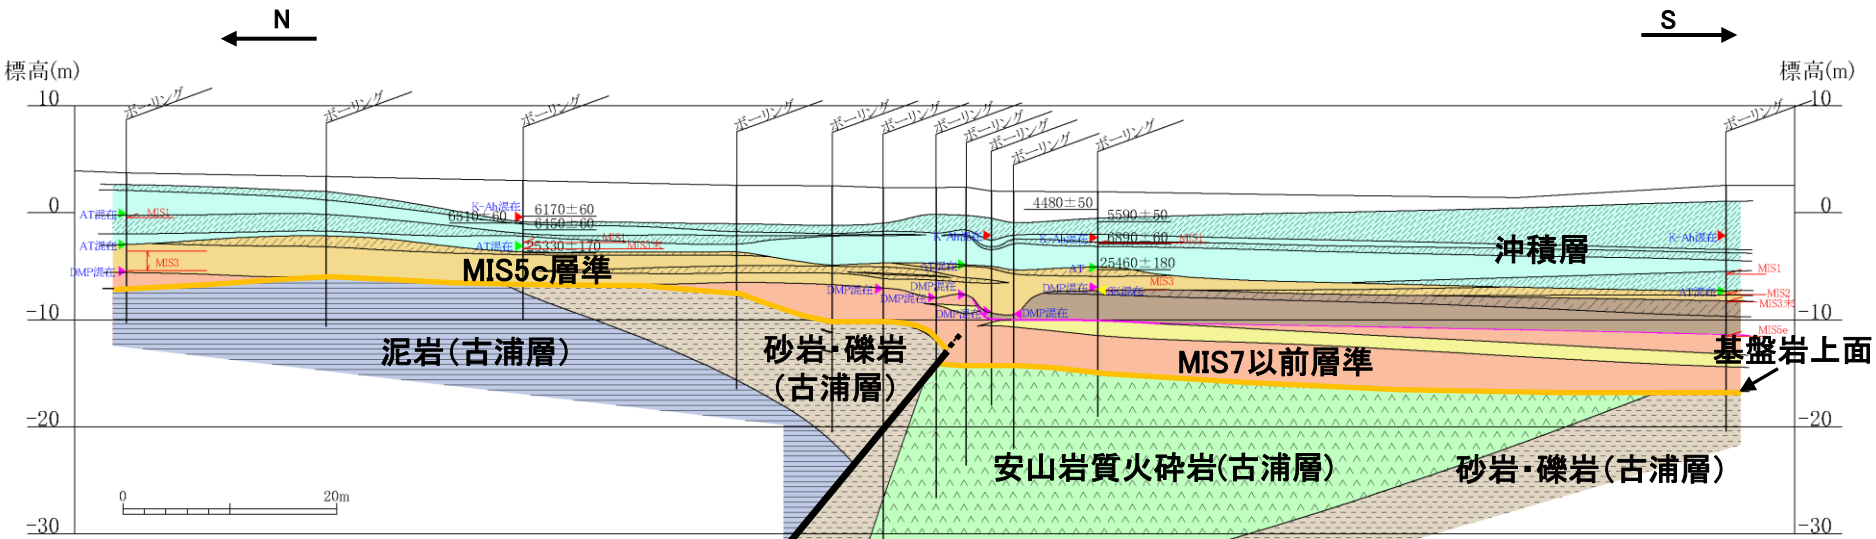 N
S
標高(m)
標高(m)
10
10
ボーリング
ボーリング
ボーリング
ボーリング
ボーリング
ボーリング
ボーリング
ボーリング
ボーリング
ボーリング
ボーリング
ボーリング
0
0
AT混在
MIS1
K-Ah混在
6510±60
6170±60
6150±60
4480±50
5590±50
K-Ah混在
K-Ah混在
6890±60
MIS1
K-Ah混在
沖積層
AT混在
AT混在
MIS1
MIS3末
25330±170
MIS3
DMP混在
MIS5c層準
AT混在
AT
25460±180
MIS3
MIS1
DMP混在
DMP混在
DMP混在
DMP混在
DMP混在
DMP混在
AT混在
MIS2
MIS3末
-10
-10
MIS5e
泥岩(古浦層)
砂岩・礫岩
(古浦層)
MIS7以前層準
基盤岩上面
-20
-20
安山岩質火砕岩(古浦層)
砂岩・礫岩(古浦層)
0
20m
-30
-30